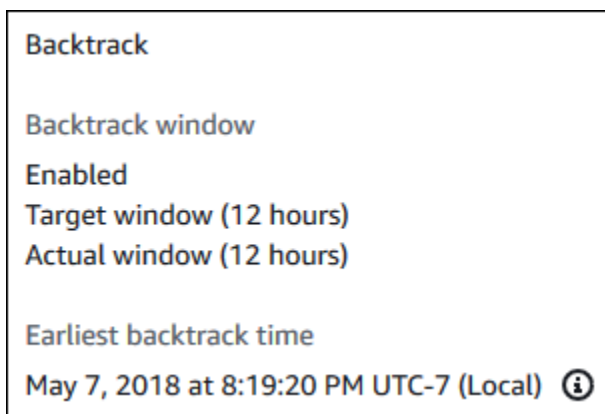 Backtrack
Backtrack window
Enabled
Target window (12 hours)
Actual window (12 hours)
Earliest backtrack time
May 7, 2018 at 8:19:20 PM UTC-7 (Local)